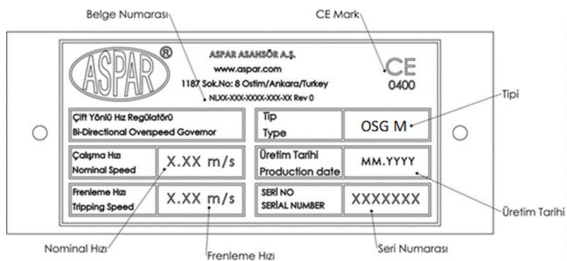 Belge Numarası
CE Mark
ASPAR
®
ASPAR ASANSÖR A.Ş.
www.aspar.com
1187 Sok.No: 8 Ostim/Ankara/Turkey
NLXX-XXX-XXXX-XXX-XX Rev 0
CE
0400
Tipi
Çift Yönlü Hız Regülatörü
Bi-Directional Overspeed Governor
Tip
Type
OSG M
Çalışma Hızı
Nominal Speed
X.XX m/s
Üretim Tarihi
Production date
MM.YYYY
Frenleme Hızı
Tripping Speed
X.XX m/s
SERİ NO
SERIAL NUMBER
XXXXXXX
Üretim Tarihi
Nominal Hızı
Frenleme Hızı
Seri Numarası